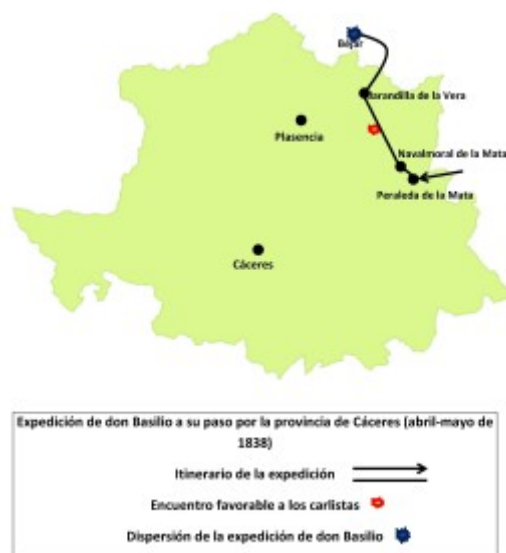 Béjar
Jarandilla de la Vera
Plasencia
Navalmoral de la Mata
Peraleda de la Mata
Cáceres
Expedición de don Basilio a su paso por la provincia de Cáceres (abril-mayo de
1838)
Itinerario de la expedición
Encuentro favorable a los carlistas
Dispersión de la expedición de don Basilio